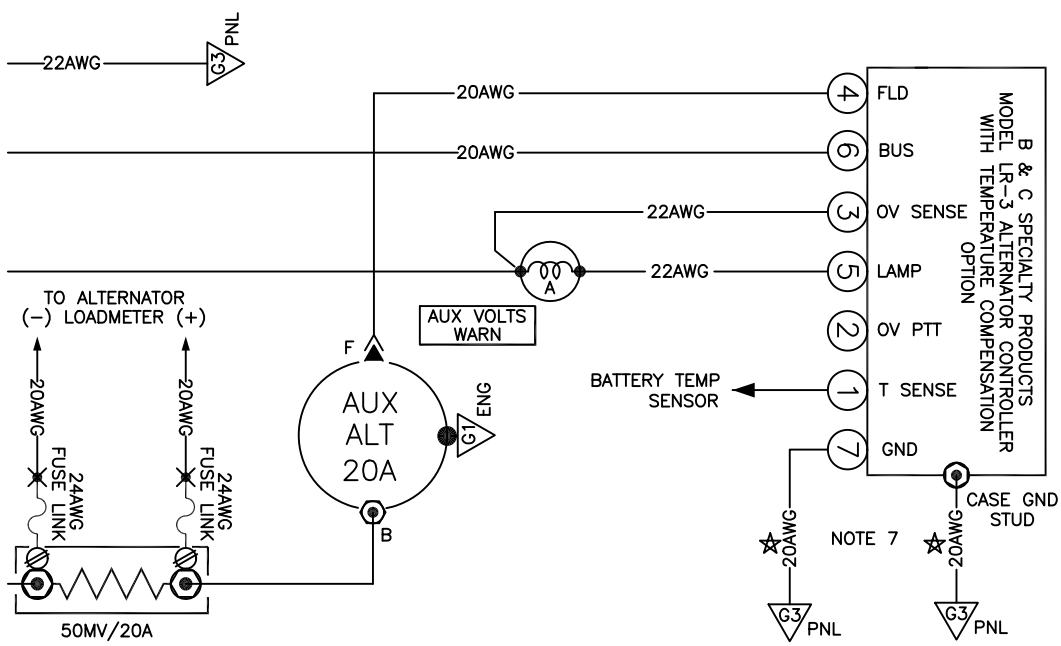 22AWG
G3
PNL
20AWG
20AWG
22AWG
22AWG
A
AUX VOLTS
WARN
4
FLD
6
BUS
3
OV SENSE
5
LAMP
2
OV PTT
1
T SENSE
7
GND
B & C SPECIALTY PRODUCTS
MODEL LR-3 ALTERNATOR CONTROLLER
WITH TEMPERATURE COMPENSATION
OPTION
BATTERY TEMP
SENSOR
CASE GND
STUD
NOTE 7
20AWG
G3
PNL
20AWG
G3
PNL
TO ALTERNATOR
(-) LOADMETER (+)
20AWG
20AWG
24AWG
FUSE LINK
24AWG
FUSE LINK
50MV/20A
F
AUX
ALT
20A
G1
ENG
B